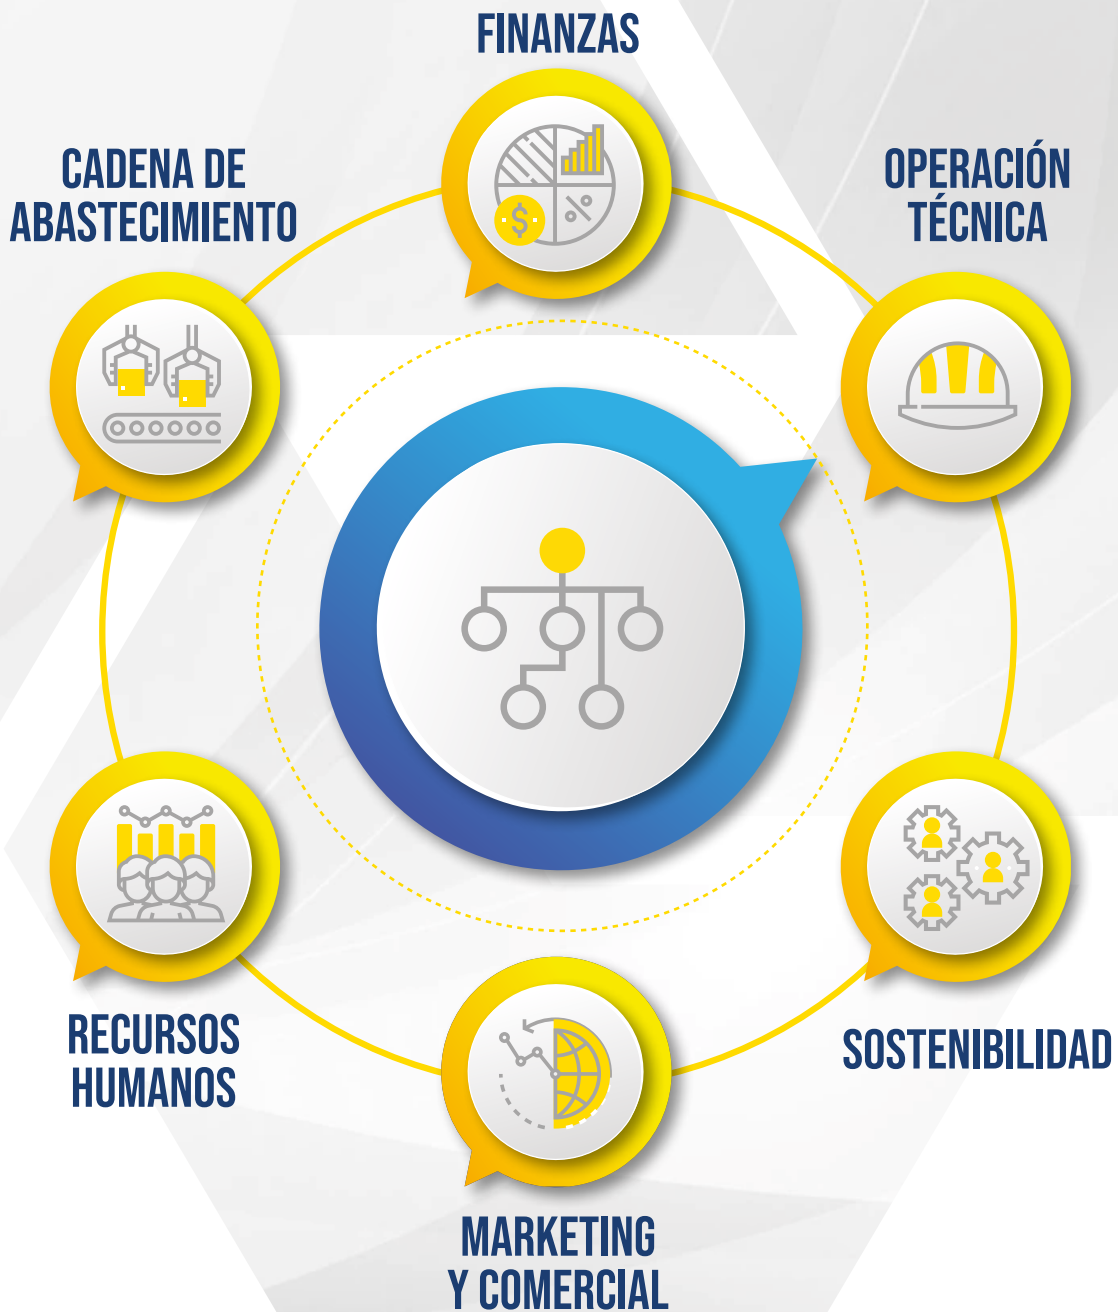 FINANZAS
CADENA DE
ABASTECIMIENTO
OPERACIÓN
TÉCNICA
$
%
RECURSOS
HUMANOS
SOSTENIBILIDAD
MARKETING
Y COMERCIAL